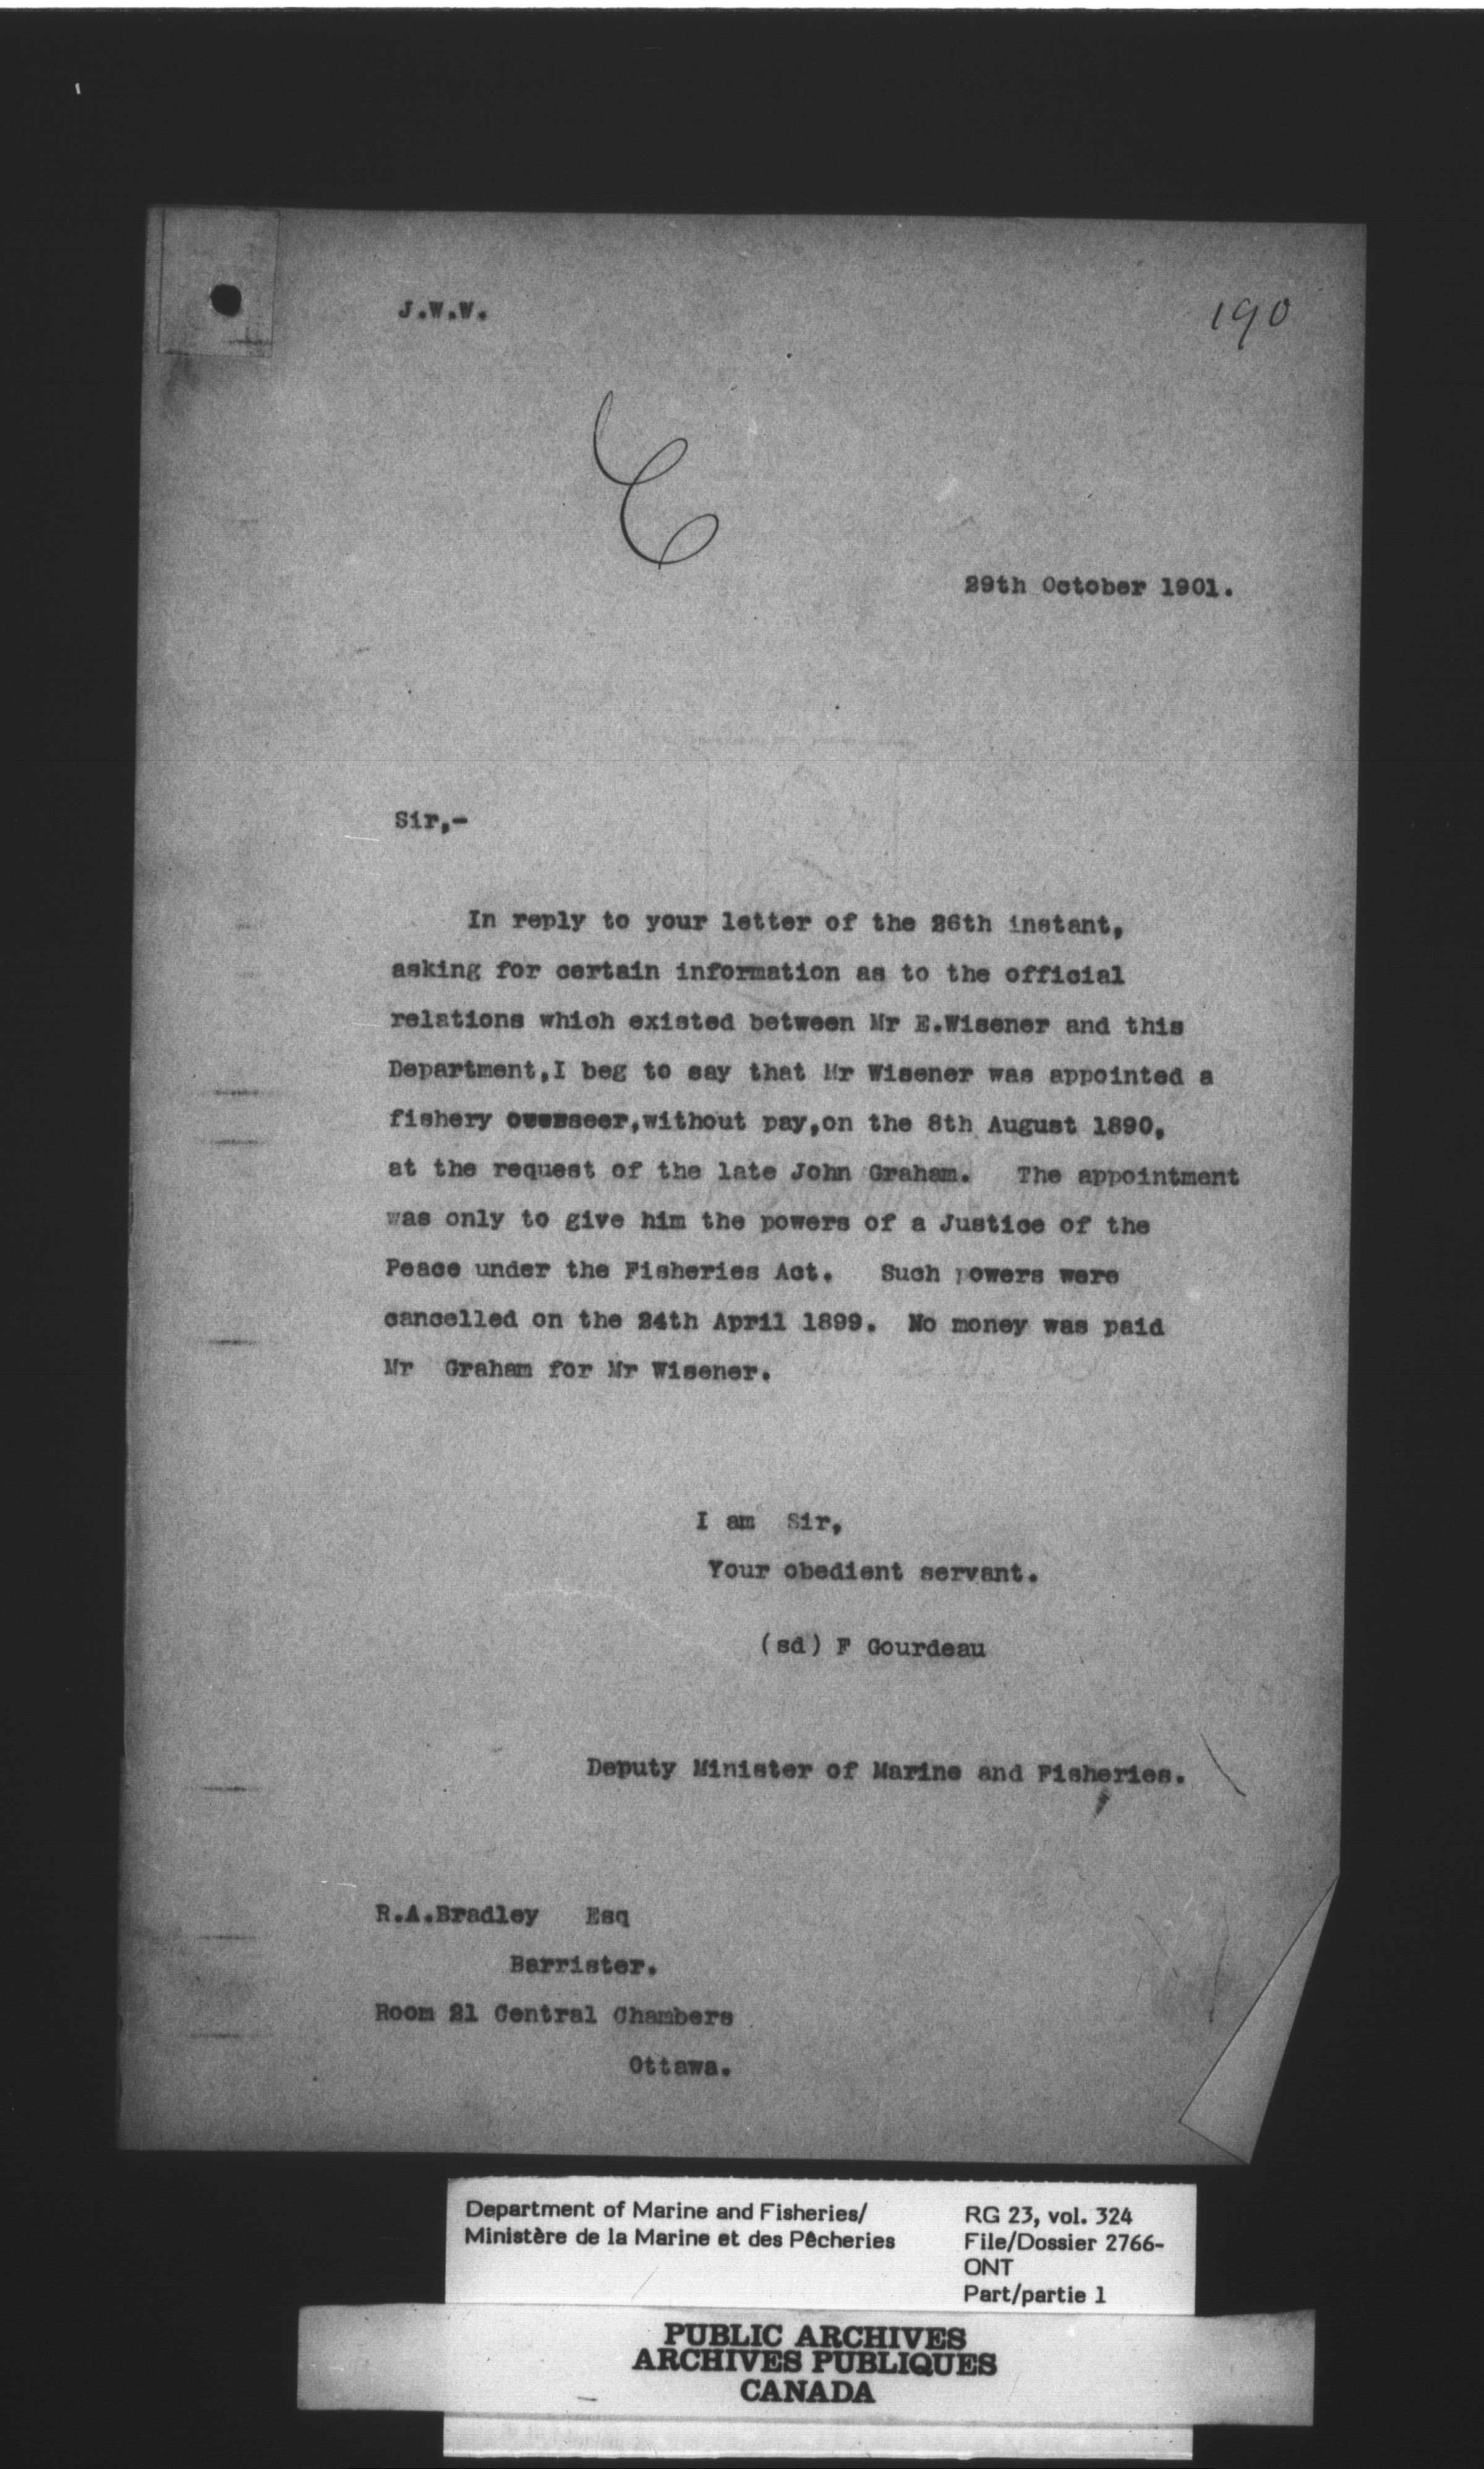 J.W.W.
190
29th October 1901.
Sir,-
In reply to your letter of the 26th instant,
asking for certain information as to the official
relations which existed between Mr E.Wisener and this
Department,I beg to say that Mr Wisener was appointed a
fishery overseer,without pay,on the 8th August 1890,
at the request of the late John Graham. The appointment
was only to give him the powers of a Justice of the
Peace under the Fisheries Act. Such powers were
cancelled on the 24th April 1899. No money was paid
Mr Graham for Mr Wisener.
I am Sir,
Your obedient servant.
(sd) F Gourdeau
Deputy Minister of Marine and Fisheries.
R.A.Bradley Esq
Barrister.
Room 21 Central Chambers
Ottawa.
Department of Marine and Fisheries/
Ministère de la Marine et des Pêcheries
RG 23, vol. 324
File/Dossier 2766-
ONT
Part/partie 1
PUBLIC ARCHIVES
ARCHIVES PUBLIQUES
CANADA